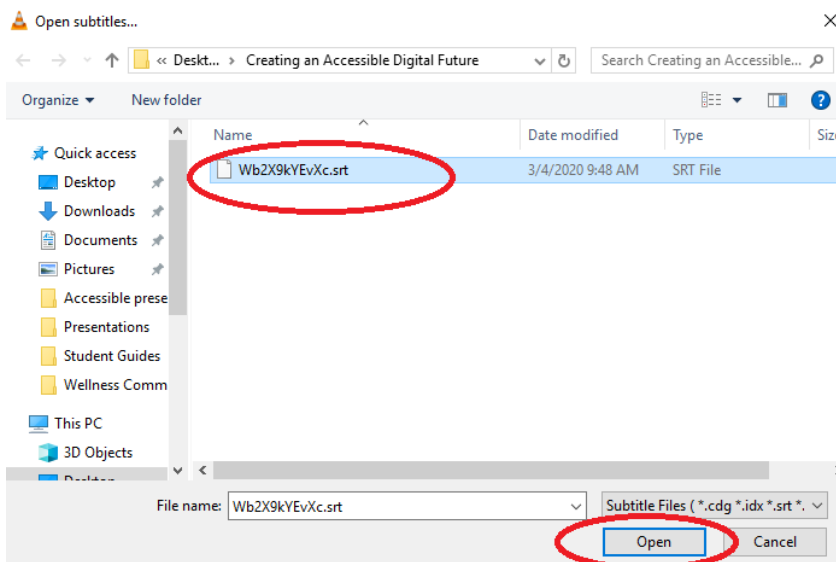 Open subtitles...
« Deskt... › Creating an Accessible Digital Future
Search Creating an Accessible...
Organize
New folder
Name
Date modified
Type
Quick access
Wb2X9kYEvXc.srt
3/4/2020 9:48 AM
SRT File
Desktop
Downloads
Documents
Pictures
Accessible prese
Presentations
Student Guides
Wellness Comm
This PC
3D Objects
File name:
Wb2X9kYEvXc.srt
Subtitle Files ( *.cdg *.idx *.srt *.
Open
Cancel